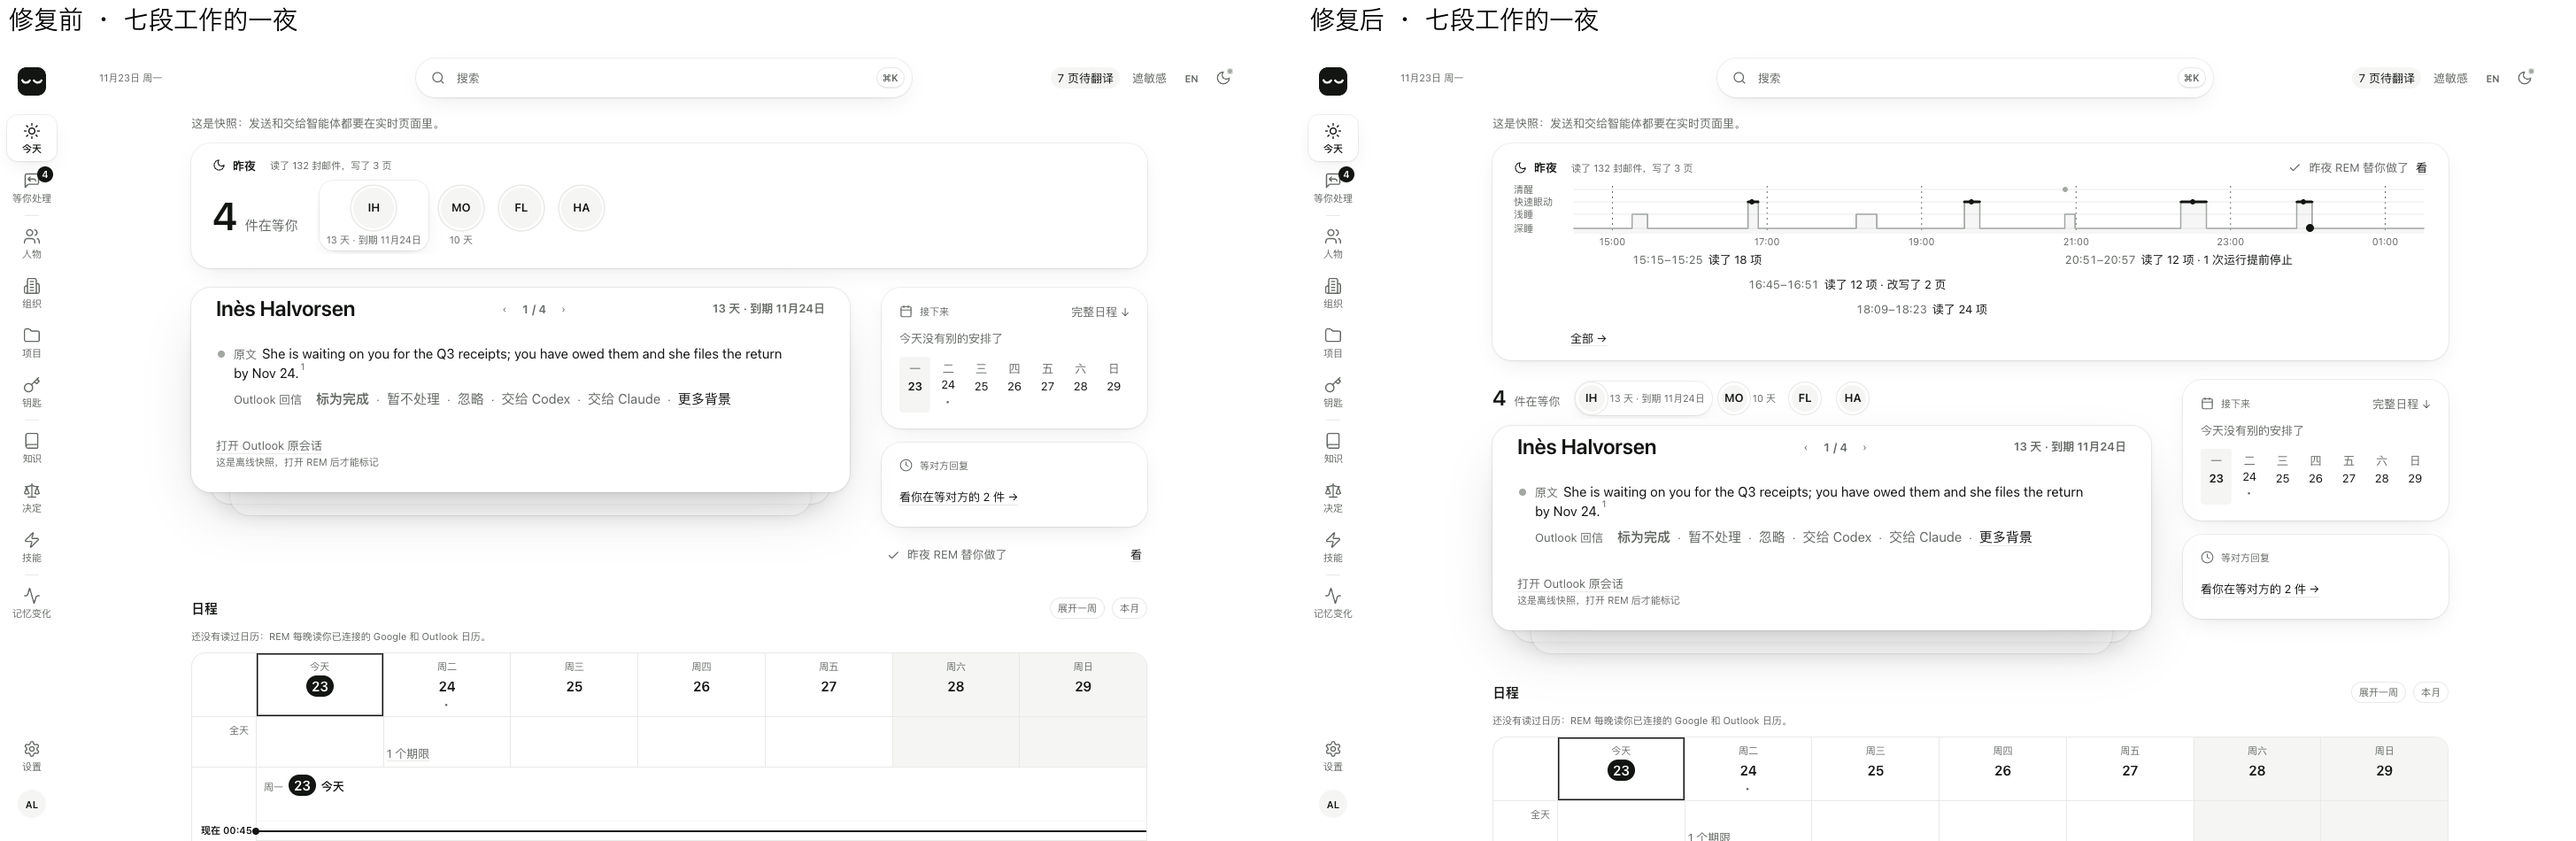 修复前 · 七段工作的一夜
11月23日 周一
搜索
⌘K
7 页待翻译
遮敏感
EN
今天
4
等你处理
人物
组织
项目
钥匙
知识
决定
技能
记忆变化
设置
AL
这是快照：发送和交给智能体都要在实时页面里。
昨夜 读了 132 封邮件，写了 3 页
4 件在等你
IH
13 天 · 到期 11月24日
MO
10 天
FL
HA
Inès Halvorsen
‹ 1 / 4 ›
13 天 · 到期 11月24日
原文 She is waiting on you for the Q3 receipts; you have owed them and she files the return
by Nov 24. 1
Outlook 回信 标为完成 · 暂不处理 · 忽略 · 交给 Codex · 交给 Claude · 更多背景
打开 Outlook 原会话
这是离线快照，打开 REM 后才能标记
接下来 完整日程 ↓
今天没有别的安排了
一 二 三 四 五 六 日
23 24 25 26 27 28 29
等对方回复
看你在等对方的 2 件 →
昨夜 REM 替你做了 看
日程
展开一周 本月
还没有读过日历：REM 每晚读你已连接的 Google 和 Outlook 日历。
今天 周二 周三 周四 周五 周六 周日
23 24 25 26 27 28 29
全天
1 个期限
周一 23 今天
现在 00:45
修复后 · 七段工作的一夜
11月23日 周一
搜索
⌘K
7 页待翻译
遮敏感
EN
今天
4
等你处理
人物
组织
项目
钥匙
知识
决定
技能
记忆变化
设置
AL
这是快照：发送和交给智能体都要在实时页面里。
昨夜 读了 132 封邮件，写了 3 页
昨夜 REM 替你做了 看
清醒
快速眼动
浅睡
深睡
15:00 17:00 19:00 21:00 23:00 01:00
15:15–15:25 读了 18 项
20:51–20:57 读了 12 项 · 1 次运行提前停止
16:45–16:51 读了 12 项 · 改写了 2 页
18:09–18:23 读了 24 项
全部 →
4 件在等你
IH 13 天 · 到期 11月24日
MO 10 天
FL
HA
Inès Halvorsen
‹ 1 / 4 ›
13 天 · 到期 11月24日
原文 She is waiting on you for the Q3 receipts; you have owed them and she files the return
by Nov 24. 1
Outlook 回信 标为完成 · 暂不处理 · 忽略 · 交给 Codex · 交给 Claude · 更多背景
打开 Outlook 原会话
这是离线快照，打开 REM 后才能标记
接下来 完整日程 ↓
今天没有别的安排了
一 二 三 四 五 六 日
23 24 25 26 27 28 29
等对方回复
看你在等对方的 2 件 →
日程
展开一周 本月
还没有读过日历：REM 每晚读你已连接的 Google 和 Outlook 日历。
今天 周二 周三 周四 周五 周六 周日
23 24 25 26 27 28 29
全天
1 个期限